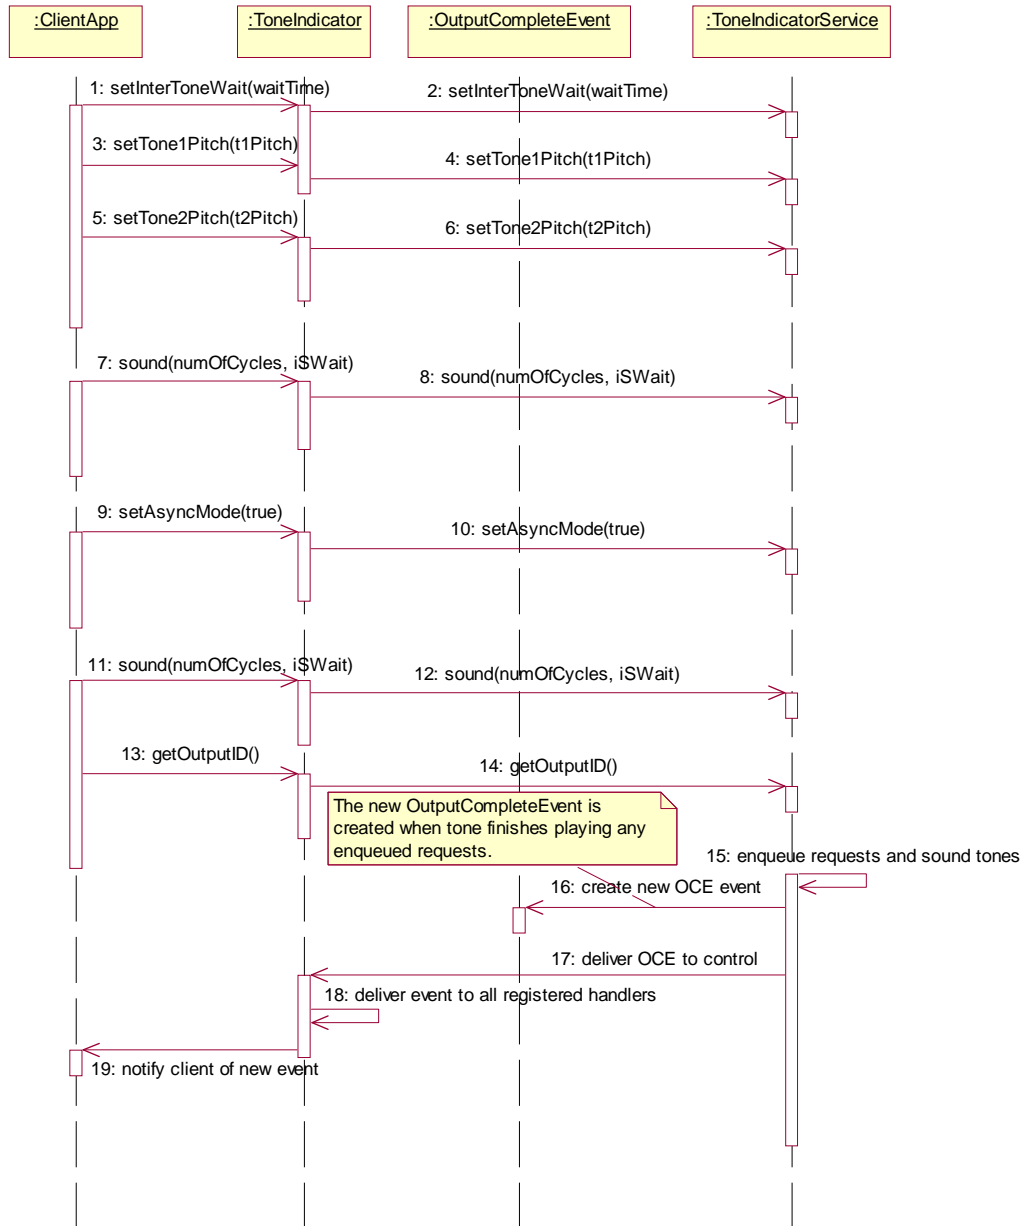 :ClientApp
:ToneIndicator
:OutputCompleteEvent
:ToneIndicatorService
1: setInterToneWait(waitTime)
2: setInterToneWait(waitTime)
3: setTone1Pitch(t1Pitch)
4: setTone1Pitch(t1Pitch)
5: setTone2Pitch(t2Pitch)
6: setTone2Pitch(t2Pitch)
7: sound(numOfCycles, iSWait)
8: sound(numOfCycles, iSWait)
9: setAsyncMode(true)
10: setAsyncMode(true)
11: sound(numOfCycles, iSWait)
12: sound(numOfCycles, iSWait)
13: getOutputID()
14: getOutputID()
The new OutputCompleteEvent is
created when tone finishes playing any
enqueued requests.
15: enqueue requests and sound tones
16: create new OCE event
17: deliver OCE to control
18: deliver event to all registered handlers
19: notify client of new event